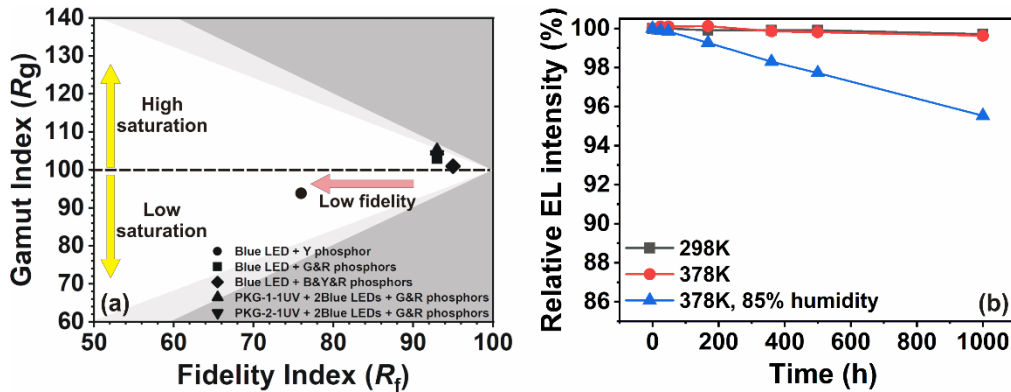 Gamut Index (Rg)
140
130
120
110
100
90
80
70
60
High
saturation
Low
saturation
Low fidelity
Blue LED + Y phosphor
Blue LED + G&R phosphors
Blue LED + B&Y&R phosphors
PKG-1-1UV + 2Blue LEDs + G&R phosphors
PKG-2-1UV + 2Blue LEDs + G&R phosphors
(a)
50 60 70 80 90 100
Fidelity Index (Rf)
Relative EL intensity (%)
100
98
96
94
92
90
88
86
298K
378K
378K, 85% humidity
(b)
0 200 400 600 800 1000
Time (h)